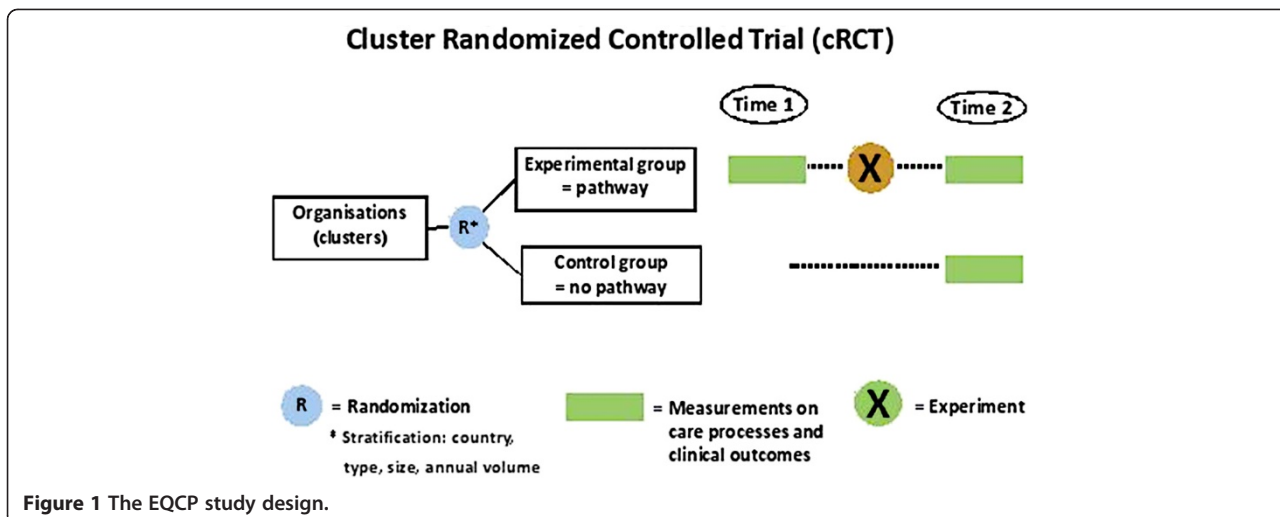 Cluster Randomized Controlled Trial (cRCT)
Time 1
Time 2
Experimental group
= pathway
X
Organisations
(clusters)
R*
Control group
= no pathway
R
= Randomization
* Stratification: country,
type, size, annual volume
= Measurements on
care processes and
clinical outcomes
X
= Experiment
Figure 1 The EQCP study design.